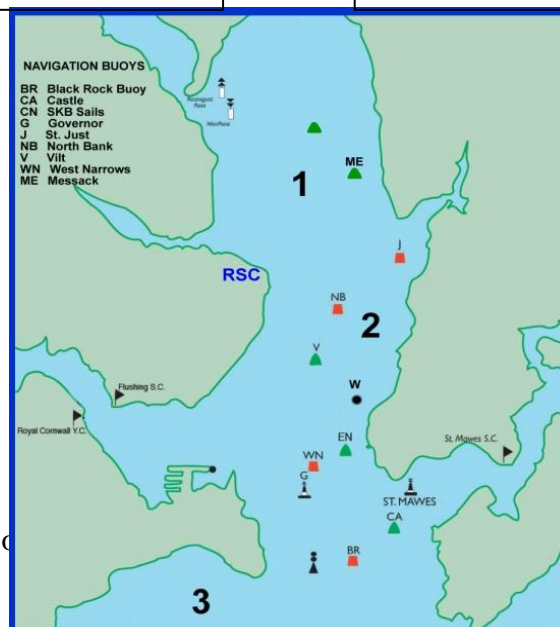 NAVIGATION BUOYS
BR Black Rock Buoy
CA Castle
CN SKB Sails
G Governor
J St. Just
NB North Bank
V Vilt
WN West Narrows
ME Messack
1
ME
J
RSC
NB
2
V
W
Flushing S.C.
Royal Cornwall Y.C.
EN
St. Mawes S.C.
WN
G
ST. MAWES
CA
BR
3